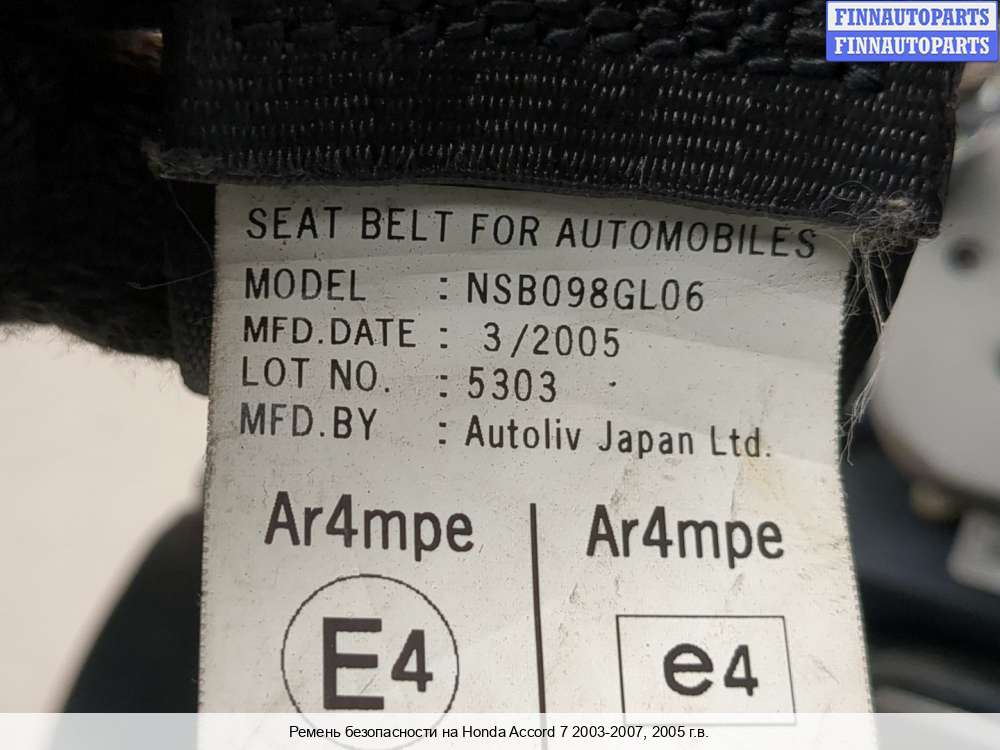 FINNAUTOPARTS
FINNAUTOPARTS
SEAT BELT FOR AUTOMOBILES
MODEL : NSB098GL06
MFD.DATE : 3/2005
LOT NO. : 5303
MFD.BY : Autoliv Japan Ltd.
Ar4mpe Ar4mpe
E4 e4
Ремень безопасности на Honda Accord 7 2003-2007, 2005 г.в.